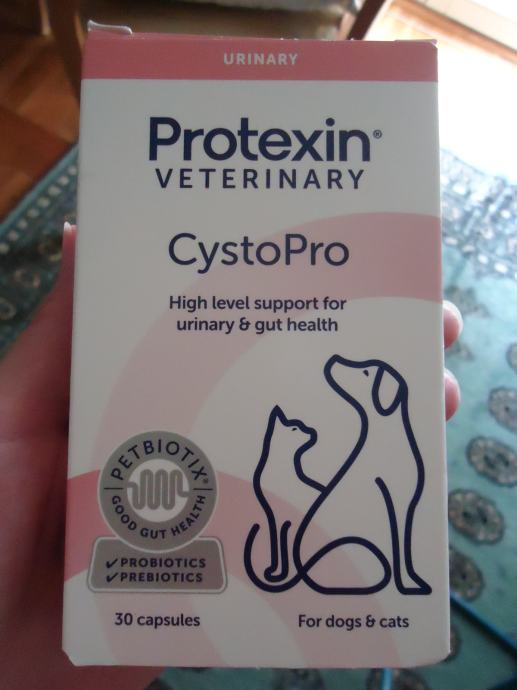 URINARY
Protexin®
VETERINARY
CystoPro
High level support for
urinary & gut health
PETBIOTIX®
GOOD GUT HEALTH
✓PROBIOTICS
✓PREBIOTICS
30 capsules
For dogs & cats